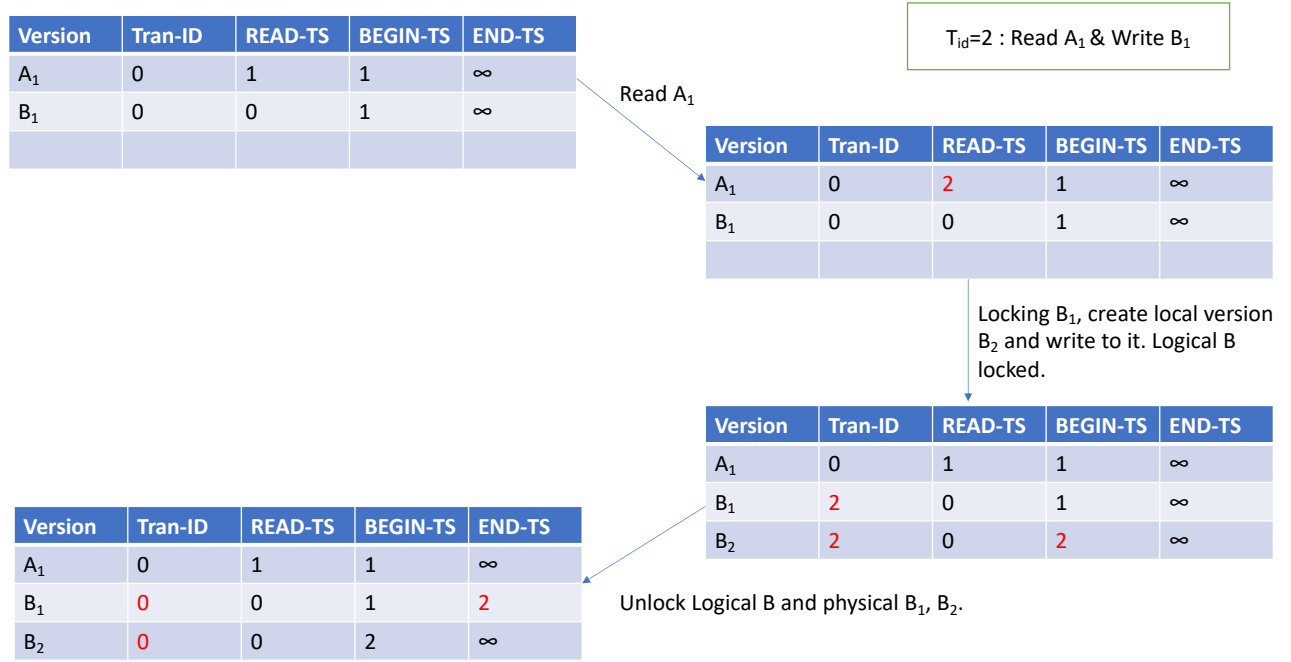 Version Tran-ID READ-TS BEGIN-TS END-TS
A₁ 0 1 1 ∞
B₁ 0 0 1 ∞
T_id=2 : Read A₁ & Write B₁
Read A₁
Version Tran-ID READ-TS BEGIN-TS END-TS
A₁ 0 2 1 ∞
B₁ 0 0 1 ∞
Locking B₁, create local version
B₂ and write to it. Logical B
locked.
Version Tran-ID READ-TS BEGIN-TS END-TS
A₁ 0 1 1 ∞
B₁ 2 0 1 ∞
B₂ 2 0 2 ∞
Unlock Logical B and physical B₁, B₂.
Version Tran-ID READ-TS BEGIN-TS END-TS
A₁ 0 1 1 ∞
B₁ 0 0 1 2
B₂ 0 0 2 ∞